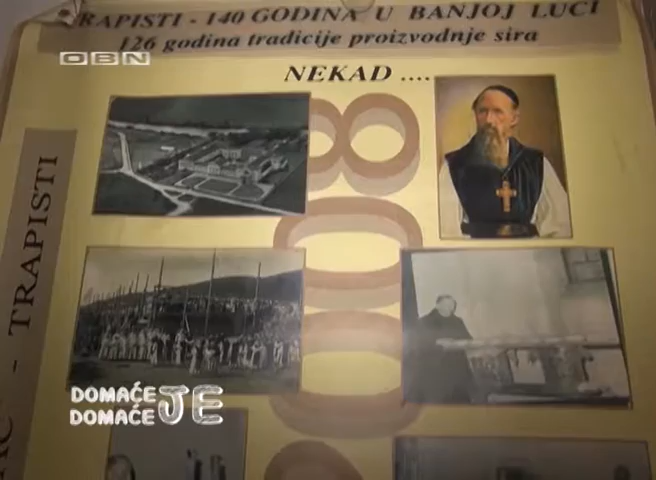 TRAPISTI - 140 GODINA U BANJOJ LUCI
126 godina tradicije proizvodnje sira
OBN
NEKAD ....
TRAPISTI
DOMAĆE JE
DOMAĆE